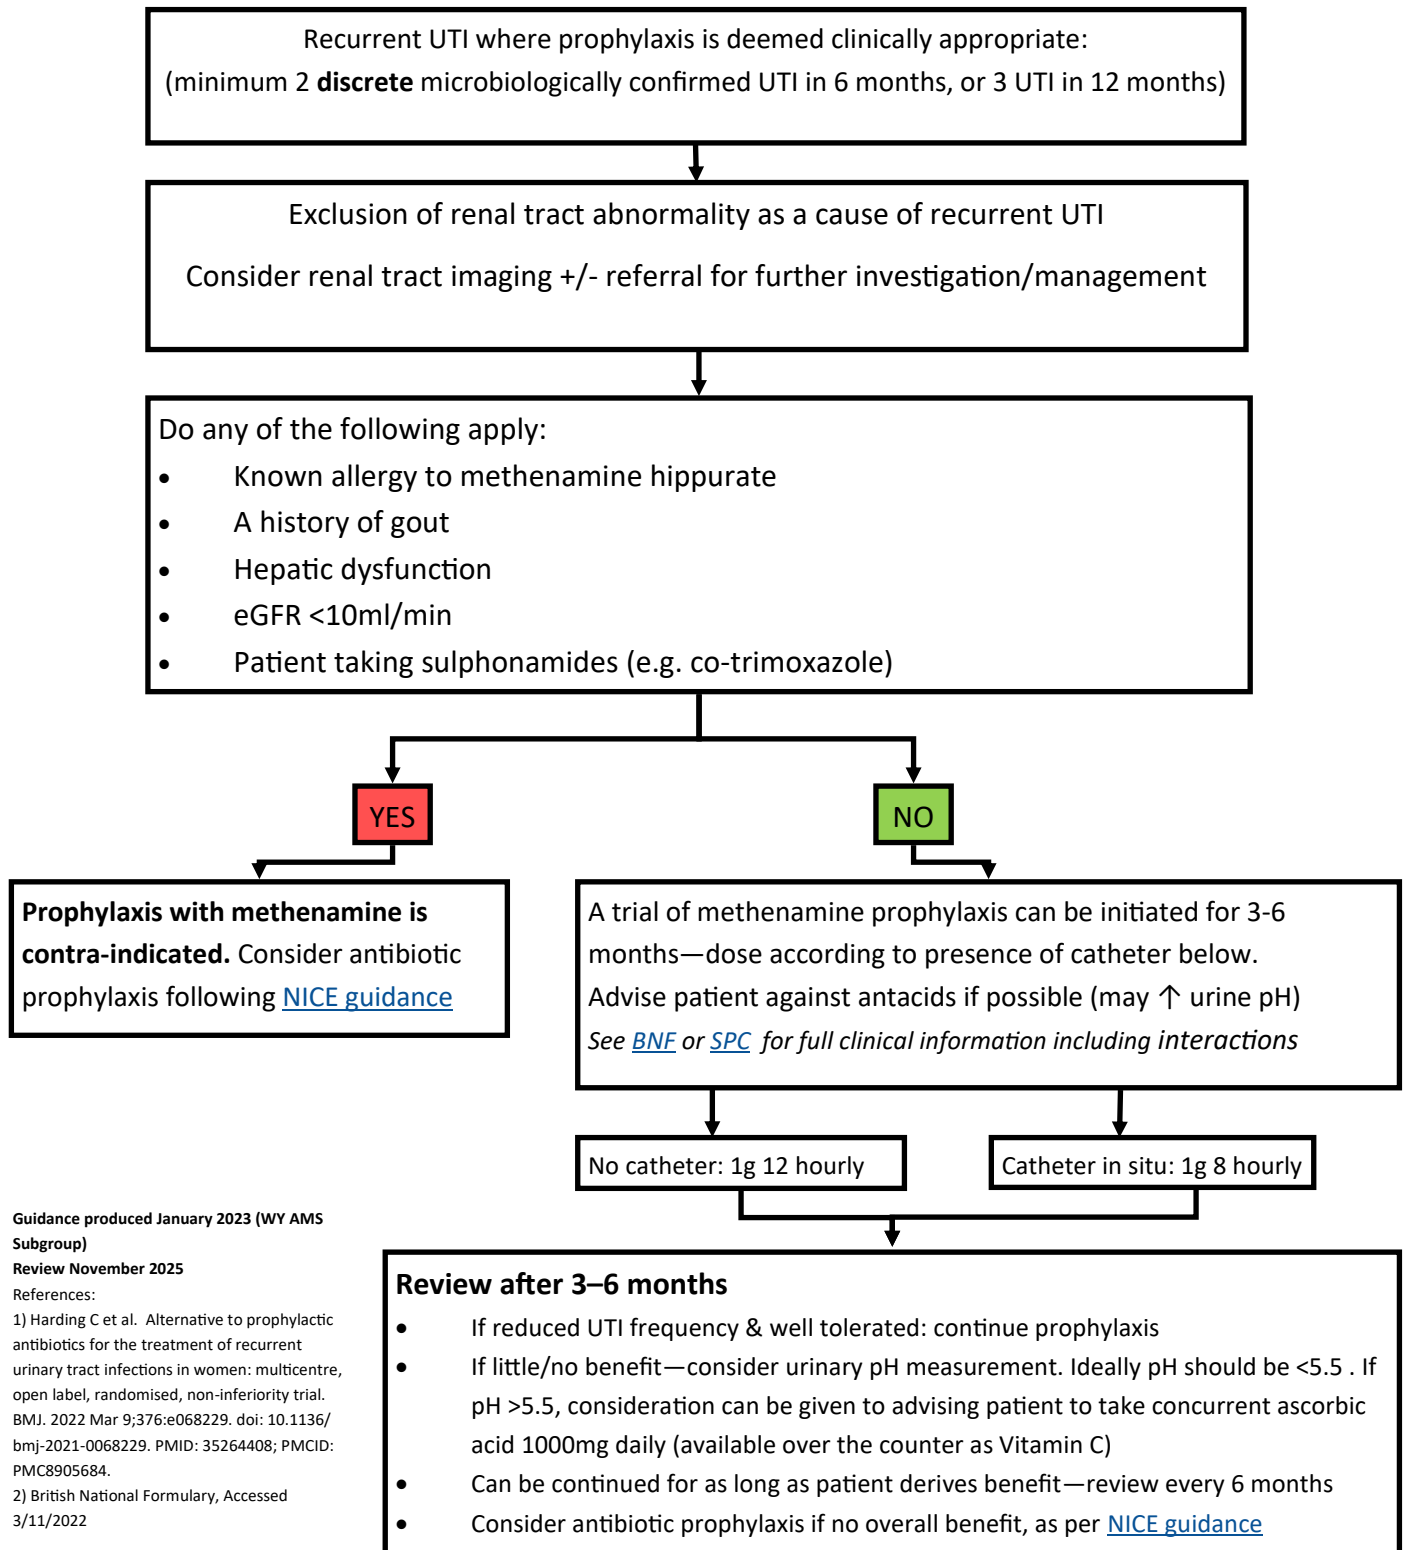 Recurrent UTI where prophylaxis is deemed clinically appropriate:
(minimum 2 discrete microbiologically confirmed UTI in 6 months, or 3 UTI in 12 months)
Exclusion of renal tract abnormality as a cause of recurrent UTI
Consider renal tract imaging +/- referral for further investigation/management
Do any of the following apply:
• Known allergy to methenamine hippurate
• A history of gout
• Hepatic dysfunction
• eGFR <10ml/min
• Patient taking sulphonamides (e.g. co-trimoxazole)
YES
NO
Prophylaxis with methenamine is
contra-indicated. Consider antibiotic
prophylaxis following NICE guidance
A trial of methenamine prophylaxis can be initiated for 3-6
months—dose according to presence of catheter below.
Advise patient against antacids if possible (may ↑ urine pH)
See BNF or SPC for full clinical information including interactions
No catheter: 1g 12 hourly
Catheter in situ: 1g 8 hourly
Guidance produced January 2023 (WY AMS
Subgroup)
Review November 2025
References:
1) Harding C et al. Alternative to prophylactic
antibiotics for the treatment of recurrent
urinary tract infections in women: multicentre,
open label, randomised, non-inferiority trial.
BMJ. 2022 Mar 9;376:e068229. doi: 10.1136/
bmj-2021-0068229. PMID: 35264408; PMCID:
PMC8905684.
2) British National Formulary, Accessed
3/11/2022
Review after 3–6 months
• If reduced UTI frequency & well tolerated: continue prophylaxis
• If little/no benefit—consider urinary pH measurement. Ideally pH should be <5.5 . If
pH >5.5, consideration can be given to advising patient to take concurrent ascorbic
acid 1000mg daily (available over the counter as Vitamin C)
• Can be continued for as long as patient derives benefit—review every 6 months
• Consider antibiotic prophylaxis if no overall benefit, as per NICE guidance